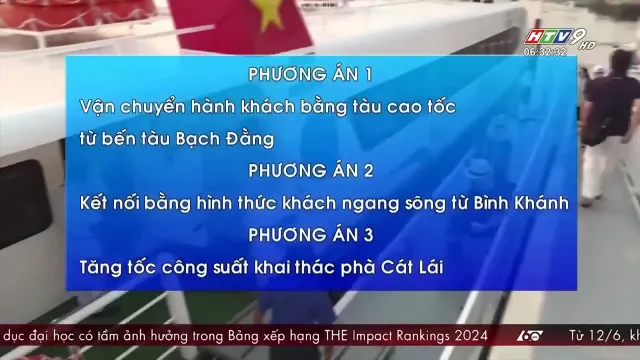 HTV9 HD
06:32:32
PHƯƠNG ÁN 1
Vận chuyển hành khách bằng tàu cao tốc
từ bến tàu Bạch Đằng
PHƯƠNG ÁN 2
Kết nối bằng hình thức khách ngang sông từ Bình Khánh
PHƯƠNG ÁN 3
Tăng tốc công suất khai thác phà Cát Lái
dục đại học có tầm ảnh hưởng trong Bảng xếp hạng THE Impact Rankings 2024
Từ 12/6, k